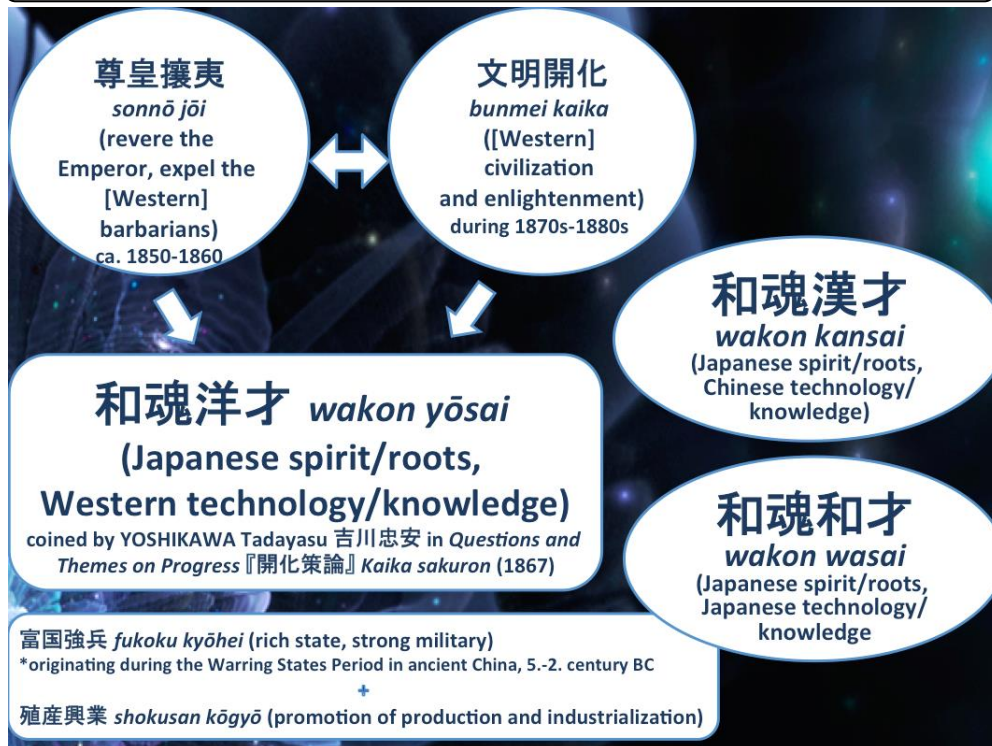 尊皇攘夷
sonnō jōi
(revere the
Emperor, expel the
[Western]
barbarians)
ca. 1850-1860
文明開化
bunmei kaika
([Western]
civilization
and enlightenment)
during 1870s-1880s
和魂漢才
wakon kansai
(Japanese spirit/roots,
Chinese technology/
knowledge)
和魂洋才 wakon yōsai
(Japanese spirit/roots,
Western technology/knowledge)
coined by YOSHIKAWA Tadayasu 吉川忠安 in Questions and
Themes on Progress『開化策論』Kaika sakuron (1867)
和魂和才
wakon wasai
(Japanese spirit/roots,
Japanese technology/
knowledge
富国強兵 fukoku kyōhei (rich state, strong military)
*originating during the Warring States Period in ancient China, 5.-2. century BC
+
殖産興業 shokusan kōgyō (promotion of production and industrialization)